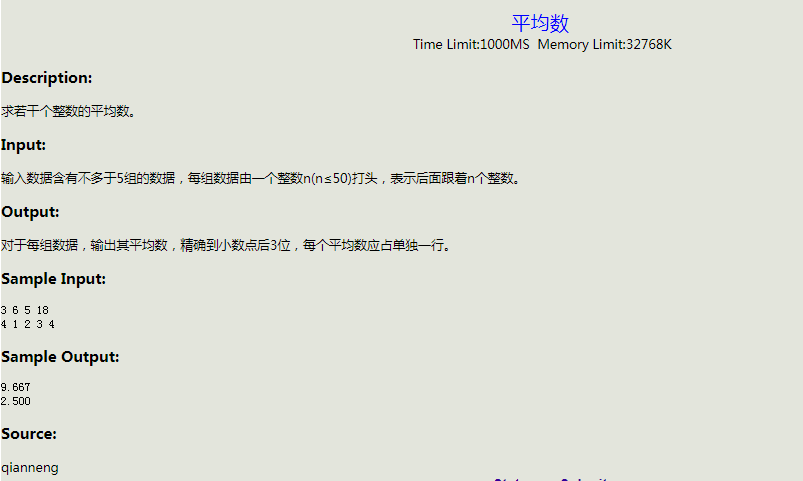 平均数
Time Limit:1000MS Memory Limit:32768K
Description:
求若干个整数的平均数。
Input:
输入数据含有不多于5组的数据，每组数据由一个整数n(n≤50)打头，表示后面跟着n个整数。
Output:
对于每组数据，输出其平均数，精确到小数点后3位，每个平均数应占单独一行。
Sample Input:
3 6 5 18
4 1 2 3 4
Sample Output:
9.667
2.500
Source:
qianneng